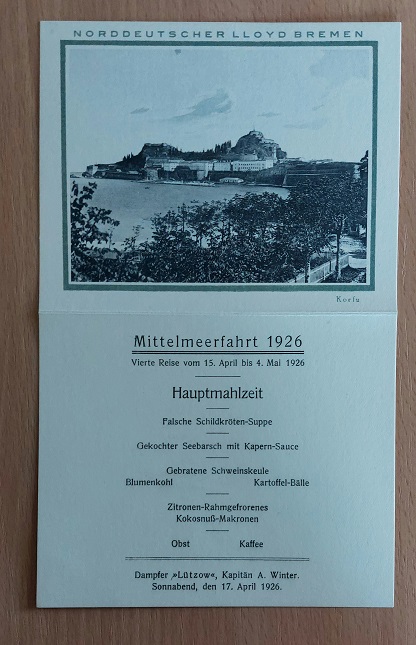 NORDDEUTSCHER LLOYD BREMEN
Korfu
Mittelmeerfahrt 1926
Vierte Reise vom 15. April bis 4. Mai 1926
Hauptmahlzeit
Falsche Schildkröten-Suppe
Gekochter Seebarsch mit Kapern-Sauce
Gebratene Schweinskeule
Blumenkohl Kartoffel-Bälle
Zitronen-Rahmgefrorenes
Kokosnuß-Makronen
Obst Kaffee
Dampfer »Lützow«, Kapitän A. Winter.
Sonnabend, den 17. April 1926.